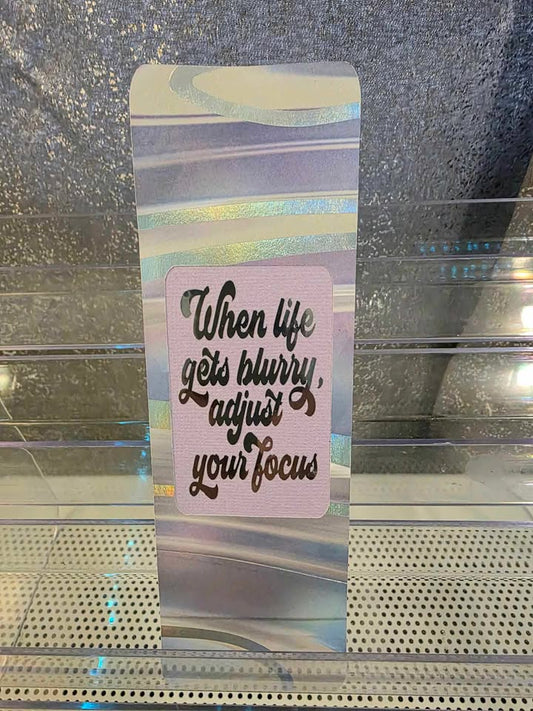 When life
gets blurry,
adjust
your focus